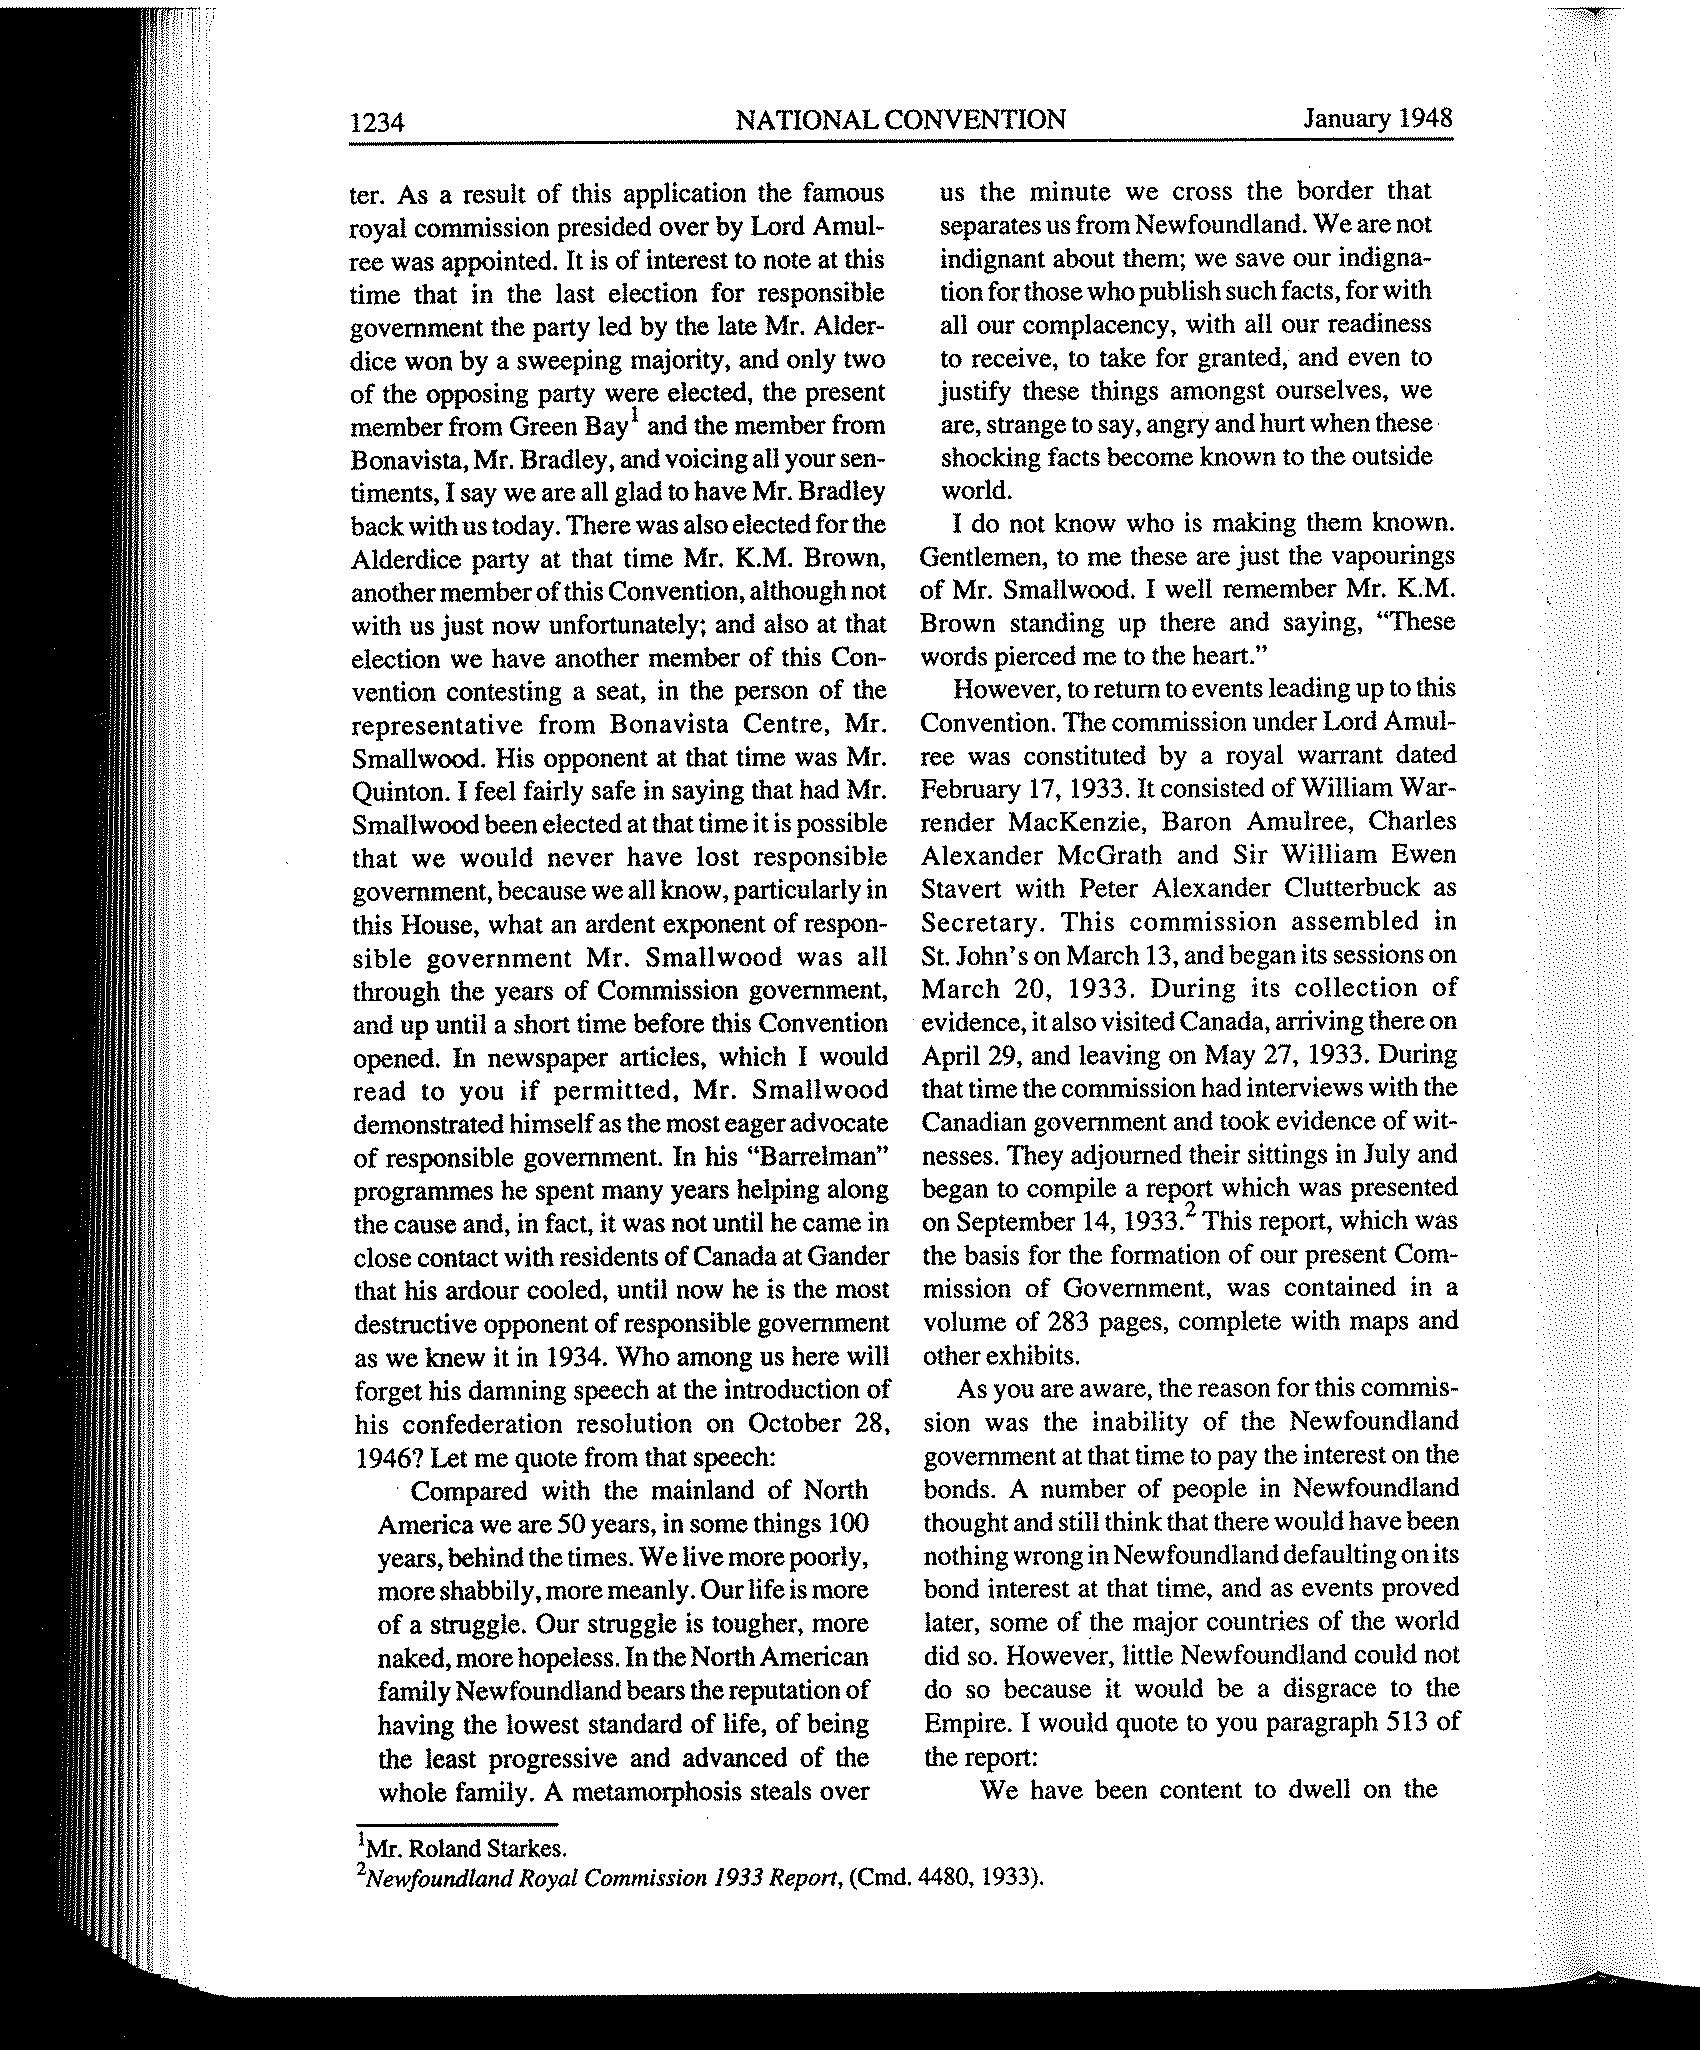 1234 NATIONAL CONVENTION January 1948
ter. As a result of this application the famous
royal commission presided over by Lord Amul-
ree was appointed. It is of interest to note at this
time that in the last election for responsible
government the party led by the late Mr. Alder-
dice won by a sweeping majority, and only two
of the opposing party were elected, the present
member from Green Bay¹ and the member from
Bonavista, Mr. Bradley, and voicing all your sen-
timents, I say we are all glad to have Mr. Bradley
back with us today. There was also elected for the
Alderdice party at that time Mr. K.M. Brown,
another member of this Convention, although not
with us just now unfortunately; and also at that
election we have another member of this Con-
vention contesting a seat, in the person of the
representative from Bonavista Centre, Mr.
Smallwood. His opponent at that time was Mr.
Quinton. I feel fairly safe in saying that had Mr.
Smallwood been elected at that time it is possible
that we would never have lost responsible
government, because we all know, particularly in
this House, what an ardent exponent of respon-
sible government Mr. Smallwood was all
through the years of Commission government,
and up until a short time before this Convention
opened. In newspaper articles, which I would
read to you if permitted, Mr. Smallwood
demonstrated himself as the most eager advocate
of responsible government. In his "Barrelman"
programmes he spent many years helping along
the cause and, in fact, it was not until he came in
close contact with residents of Canada at Gander
that his ardour cooled, until now he is the most
destructive opponent of responsible government
as we knew it in 1934. Who among us here will
forget his damning speech at the introduction of
his confederation resolution on October 28,
1946? Let me quote from that speech:
Compared with the mainland of North
America we are 50 years, in some things 100
years, behind the times. We live more poorly,
more shabbily, more meanly. Our life is more
of a struggle. Our struggle is tougher, more
naked, more hopeless. In the North American
family Newfoundland bears the reputation of
having the lowest standard of life, of being
the least progressive and advanced of the
whole family. A metamorphosis steals over
us the minute we cross the border that
separates us from Newfoundland. We are not
indignant about them; we save our indigna-
tion for those who publish such facts, for with
all our complacency, with all our readiness
to receive, to take for granted, and even to
justify these things amongst ourselves, we
are, strange to say, angry and hurt when these
shocking facts become known to the outside
world.
I do not know who is making them known.
Gentlemen, to me these are just the vapourings
of Mr. Smallwood. I well remember Mr. K.M.
Brown standing up there and saying, "These
words pierced me to the heart."
However, to return to events leading up to this
Convention. The commission under Lord Amul-
ree was constituted by a royal warrant dated
February 17, 1933. It consisted of William War-
render MacKenzie, Baron Amulree, Charles
Alexander McGrath and Sir William Ewen
Stavert with Peter Alexander Clutterbuck as
Secretary. This commission assembled in
St. John's on March 13, and began its sessions on
March 20, 1933. During its collection of
evidence, it also visited Canada, arriving there on
April 29, and leaving on May 27, 1933. During
that time the commission had interviews with the
Canadian government and took evidence of wit-
nesses. They adjourned their sittings in July and
began to compile a report which was presented
on September 14, 1933.² This report, which was
the basis for the formation of our present Com-
mission of Government, was contained in a
volume of 283 pages, complete with maps and
other exhibits.
As you are aware, the reason for this commis-
sion was the inability of the Newfoundland
government at that time to pay the interest on the
bonds. A number of people in Newfoundland
thought and still think that there would have been
nothing wrong in Newfoundland defaulting on its
bond interest at that time, and as events proved
later, some of the major countries of the world
did so. However, little Newfoundland could not
do so because it would be a disgrace to the
Empire. I would quote to you paragraph 513 of
the report:
We have been content to dwell on the
¹Mr. Roland Starkes.
²Newfoundland Royal Commission 1933 Report, (Cmd. 4480, 1933).